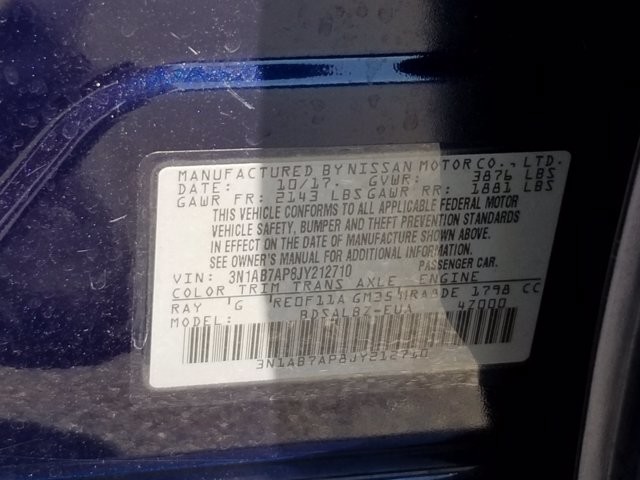 MANUFACTURED BY NISSAN MOTOR CO., LTD.
DATE: 10/17. GVWR: 3876 LBS
GAWR FR: 2143 LBS GAWR RR: 1881 LBS
THIS VEHICLE CONFORMS TO ALL APPLICABLE FEDERAL MOTOR
VEHICLE SAFETY, BUMPER AND THEFT PREVENTION STANDARDS
IN EFFECT ON THE DATE OF MANUFACTURE SHOWN ABOVE.
SEE OWNER'S MANUAL FOR ADDITIONAL INFORMATION.
VIN: 3N1AB7AP8JY212710 PASSENGER CAR.
COLOR TRIM TRANS AXLE ENGINE
RAY G RE0F11A 1798 CC
BDSALBZ-EUA 47000
3N1AB7AP8JY212710